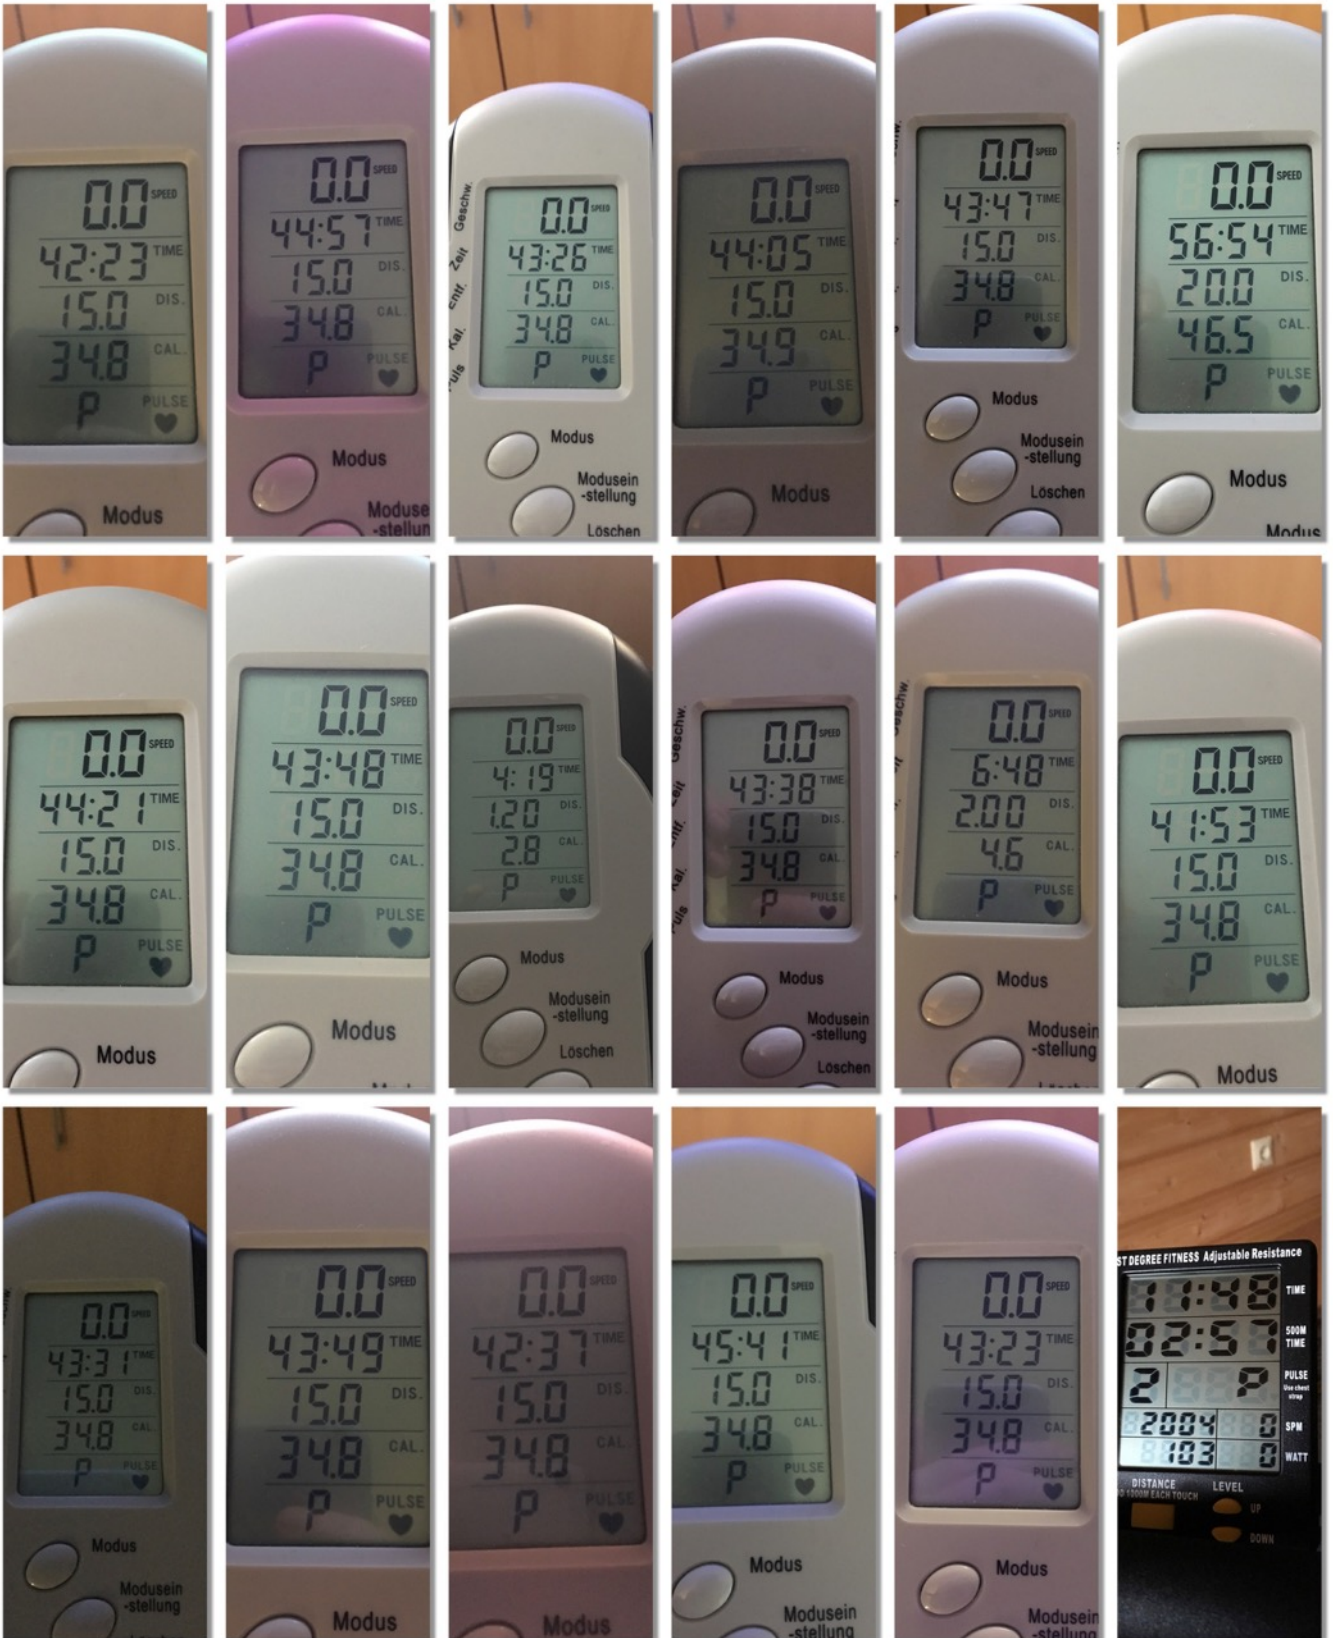 0.0 SPEED
42:23 TIME
15.0 DIS.
34.8 CAL.
P PULSE
Modus
0.0 SPEED
44:57 TIME
15.0 DIS.
34.8 CAL.
P PULSE
Modus
Moduse
-stellun
Geschw.
Zeit
Entf.
Kal.
Puls
0.0 SPEED
43:26 TIME
15.0 DIS.
34.8 CAL.
P PULSE
Modus
Modusein
-stellung
Löschen
0.0 SPEED
44:05 TIME
15.0 DIS.
34.9 CAL.
P PULSE
Modus
0.0 SPEED
43:47 TIME
15.0 DIS.
34.8 CAL.
P PULSE
Modus
Modusein
-stellung
Löschen
0.0 SPEED
56:54 TIME
20.0 DIS.
46.5 CAL.
P PULSE
Modus
Modus
0.0 SPEED
44:21 TIME
15.0 DIS.
34.8 CAL.
P PULSE
Modus
0.0 SPEED
43:48 TIME
15.0 DIS.
34.8 CAL.
P PULSE
Modus
0.0 SPEED
4:19 TIME
1.20 DIS.
2.8 CAL.
P PULSE
Modus
Modusein
-stellung
Löschen
Geschw.
Zeit
Entf.
Kal.
Puls
0.0 SPEED
43:38 TIME
15.0 DIS.
34.8 CAL.
P PULSE
Modus
Modusein
-stellung
Löschen
Geschw.
0.0 SPEED
6:48 TIME
2.00 DIS.
4.6 CAL.
P PULSE
Modus
Modusein
-stellung
0.0 SPEED
41:53 TIME
15.0 DIS.
34.8 CAL.
P PULSE
Modus
0.0 SPEED
43:31 TIME
15.0 DIS.
34.8 CAL.
P PULSE
Modus
Modusein
-stellung
0.0 SPEED
43:49 TIME
15.0 DIS.
34.8 CAL.
P PULSE
Modus
0.0 SPEED
42:37 TIME
15.0 DIS.
34.8 CAL.
P PULSE
Modus
0.0 SPEED
45:41 TIME
15.0 DIS.
34.8 CAL.
P PULSE
Modus
Modusein
-stellung
0.0 SPEED
43:23 TIME
15.0 DIS.
34.8 CAL.
P PULSE
Modus
Modusein
-stellung
ST DEGREE FITNESS Adjustable Resistance
11:48 TIME
02:57 500M TIME
2 P PULSE
Use chest strap
2004 0 SPM
103 0 WATT
DISTANCE LEVEL
1000M EACH TOUCH
UP
DOWN